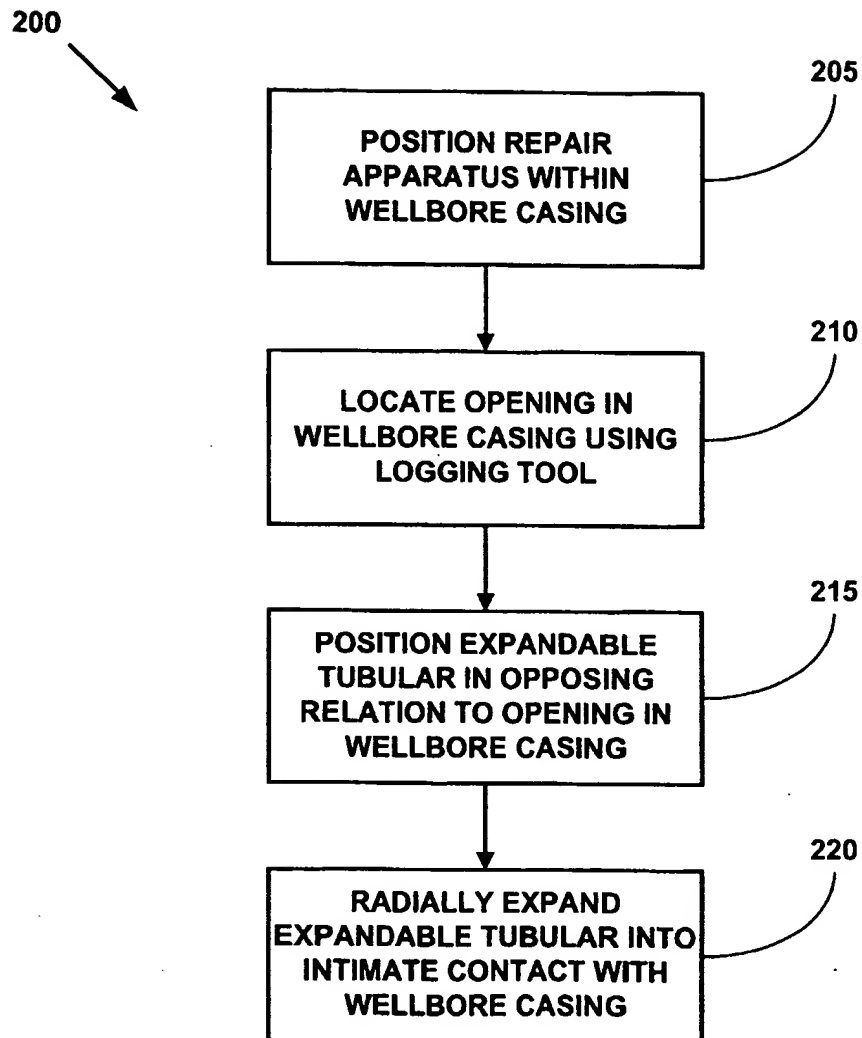 200
205
POSITION REPAIR
APPARATUS WITHIN
WELLBORE CASING
210
LOCATE OPENING IN
WELLBORE CASING USING
LOGGING TOOL
215
POSITION EXPANDABLE
TUBULAR IN OPPOSING
RELATION TO OPENING IN
WELLBORE CASING
220
RADIALLY EXPAND
EXPANDABLE TUBULAR INTO
INTIMATE CONTACT WITH
WELLBORE CASING